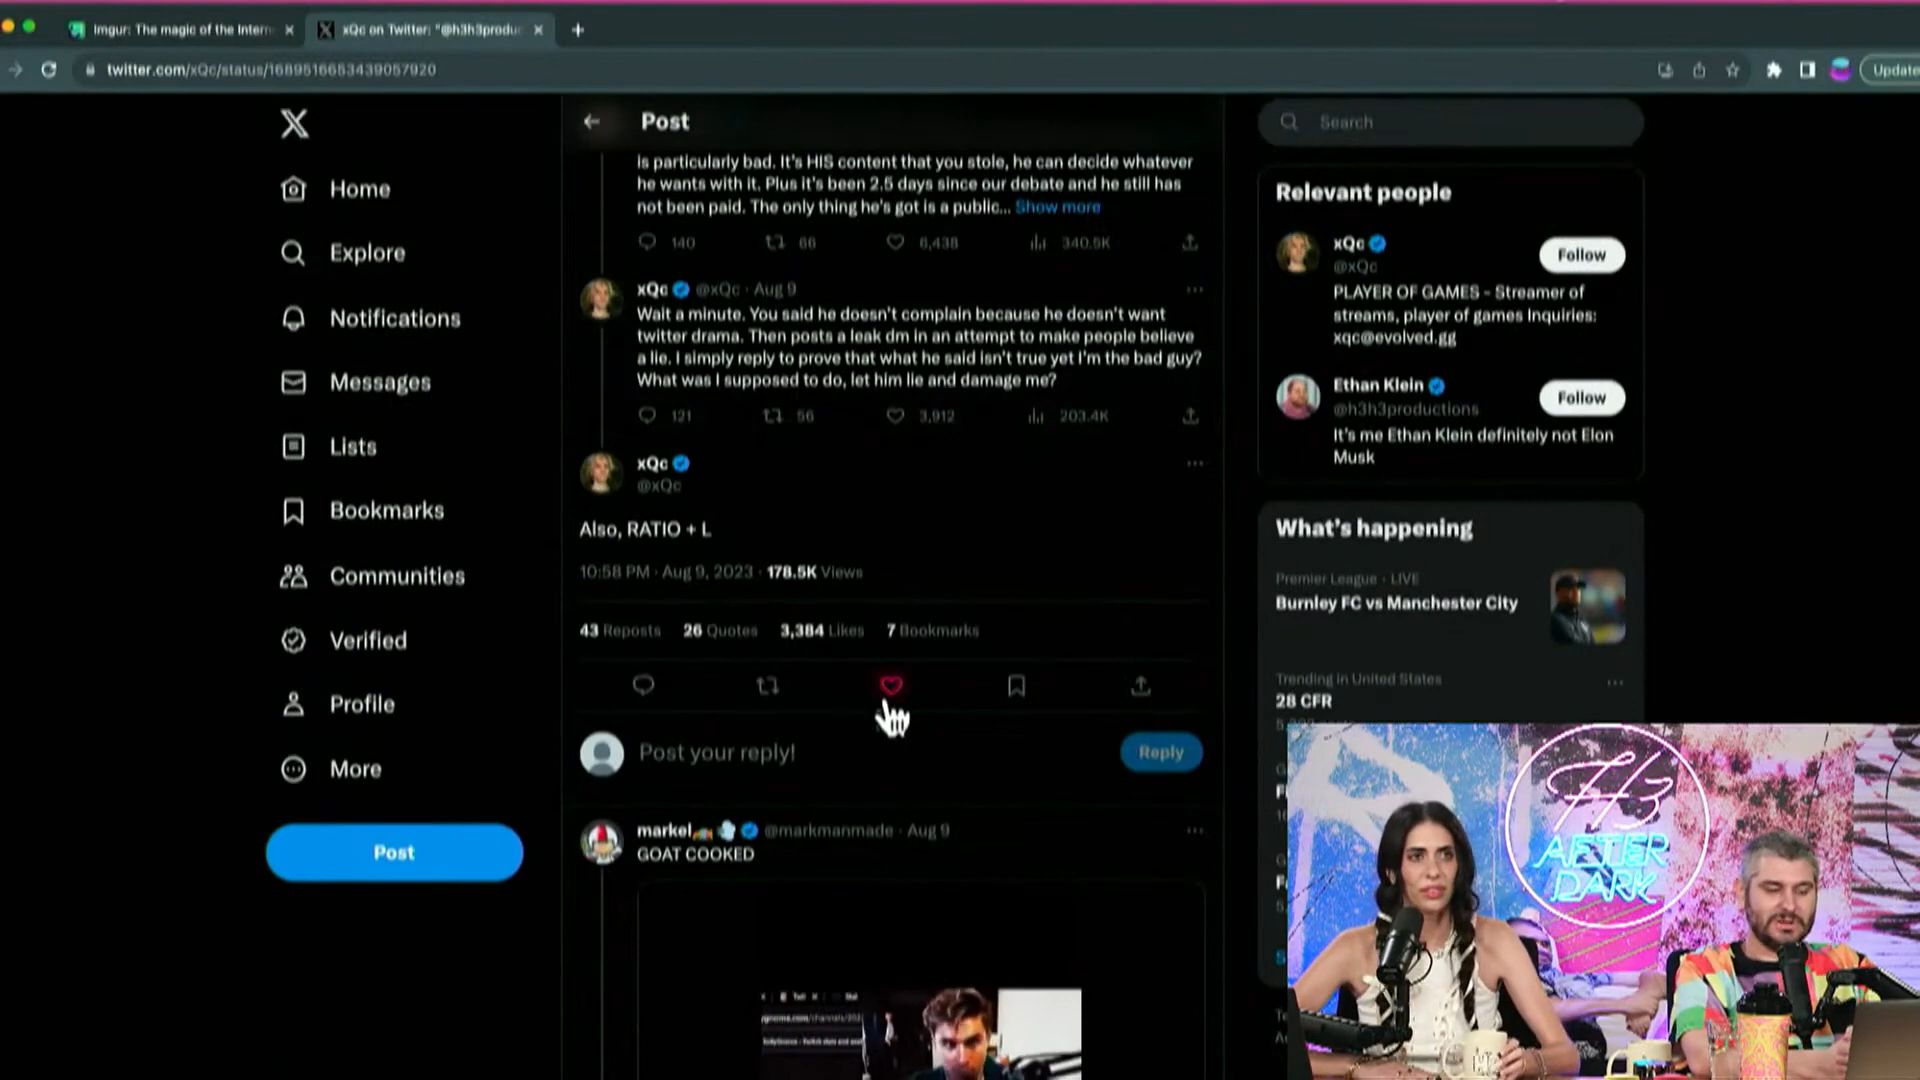 Imgur: The magic of the Intern
xQc on Twitter: "@h3h3produc
twitter.com/xQc/status/1689516653439057920
Update
Post
Search
is particularly bad. It's HIS content that you stole, he can decide whatever
he wants with it. Plus it's been 2.5 days since our debate and he still has
not been paid. The only thing he's got is a public... Show more
140 66 6,438 340.5K
xQc @xQc · Aug 9
Wait a minute. You said he doesn't complain because he doesn't want
twitter drama. Then posts a leak dm in an attempt to make people believe
a lie. I simply reply to prove that what he said isn't true yet I'm the bad guy?
What was I supposed to do, let him lie and damage me?
121 56 3,912 203.4K
xQc
@xQc
Also, RATIO + L
10:58 PM · Aug 9, 2023 · 178.5K Views
43 Reposts 26 Quotes 3,384 Likes 7 Bookmarks
Post your reply!
Reply
markel @markmanmade · Aug 9
GOAT COOKED
Home
Explore
Notifications
Messages
Lists
Bookmarks
Communities
Verified
Profile
More
Post
Relevant people
xQc
@xQc
Follow
PLAYER OF GAMES - Streamer of
streams, player of games Inquiries:
xqc@evolved.gg
Ethan Klein
@h3h3productions
Follow
It's me Ethan Klein definitely not Elon
Musk
What's happening
Premier League · LIVE
Burnley FC vs Manchester City
Trending in United States
28 CFR
H3
AFTER
DARK